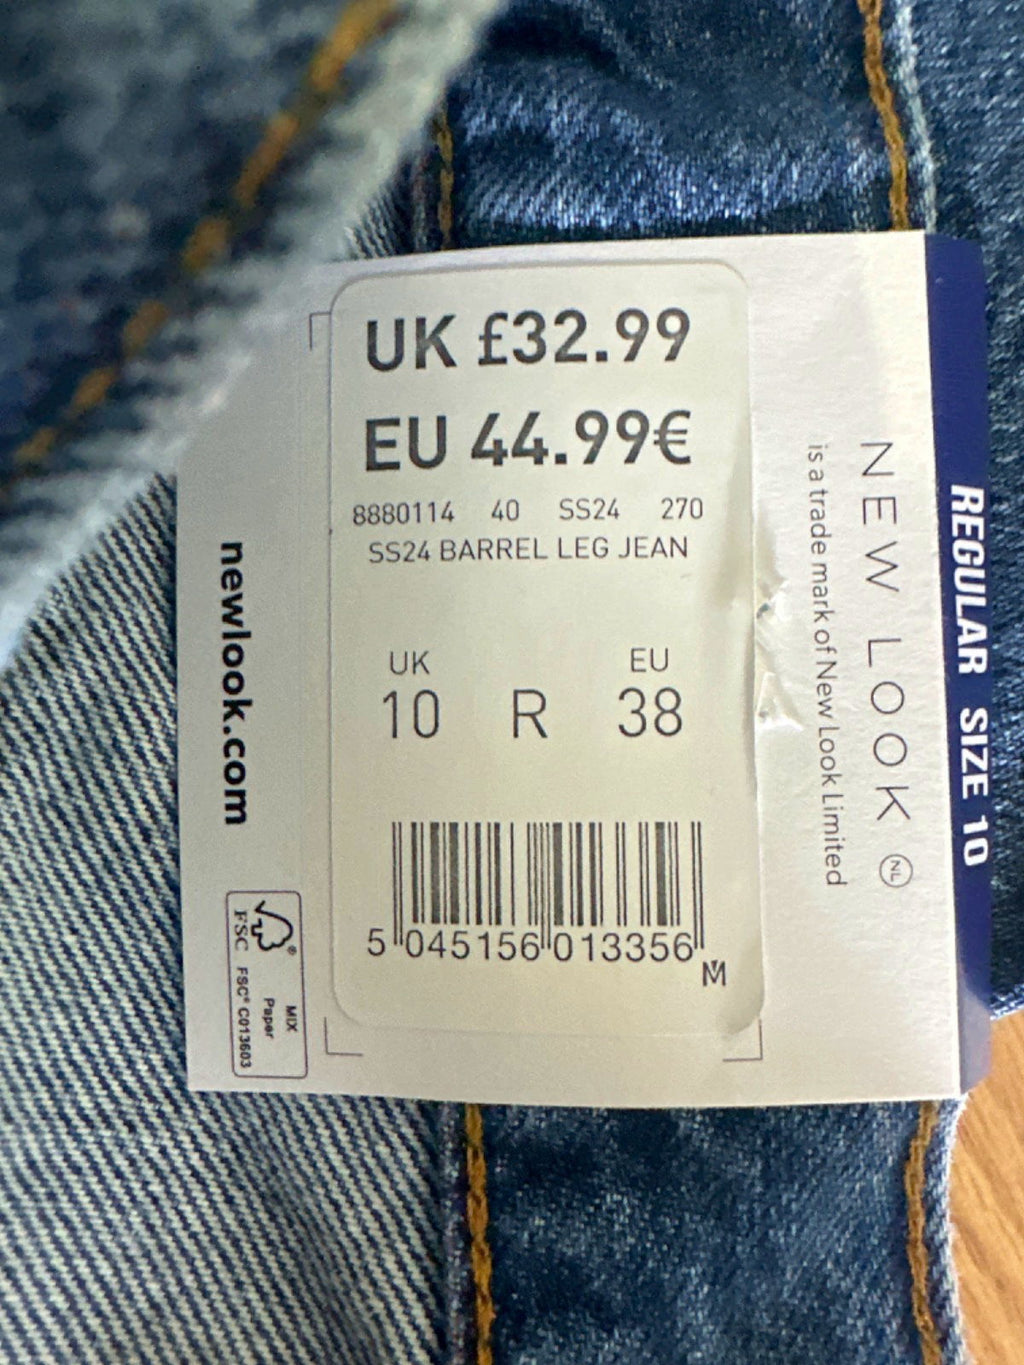 UK £32.99
EU 44.99€
8880114 40 SS24 270
SS24 BARREL LEG JEAN
UK EU
10 R 38
5 045156 013356
M
newlook.com
FSC
®
MIX
Paper
FSC® C013603
NEW LOOK NL
is a trade mark of New Look Limited
REGULAR SIZE 10